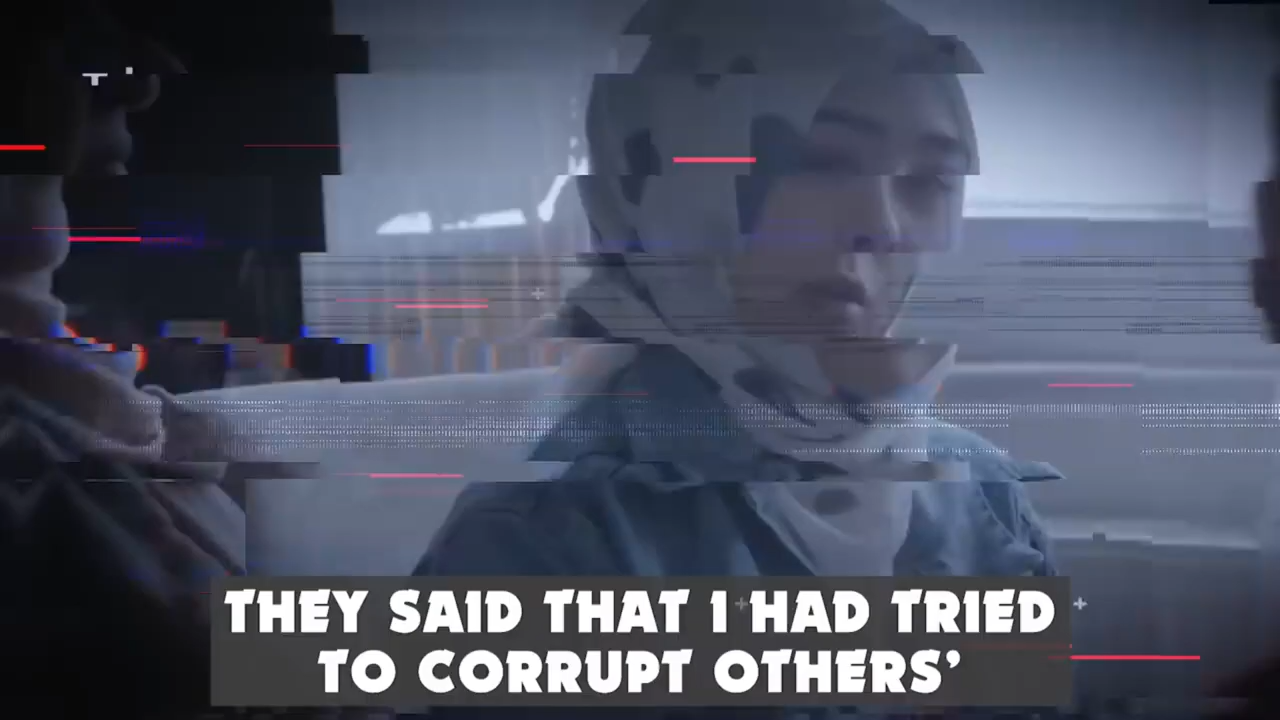 THEY SAID THAT I HAD TRIED
TO CORRUPT OTHERS’